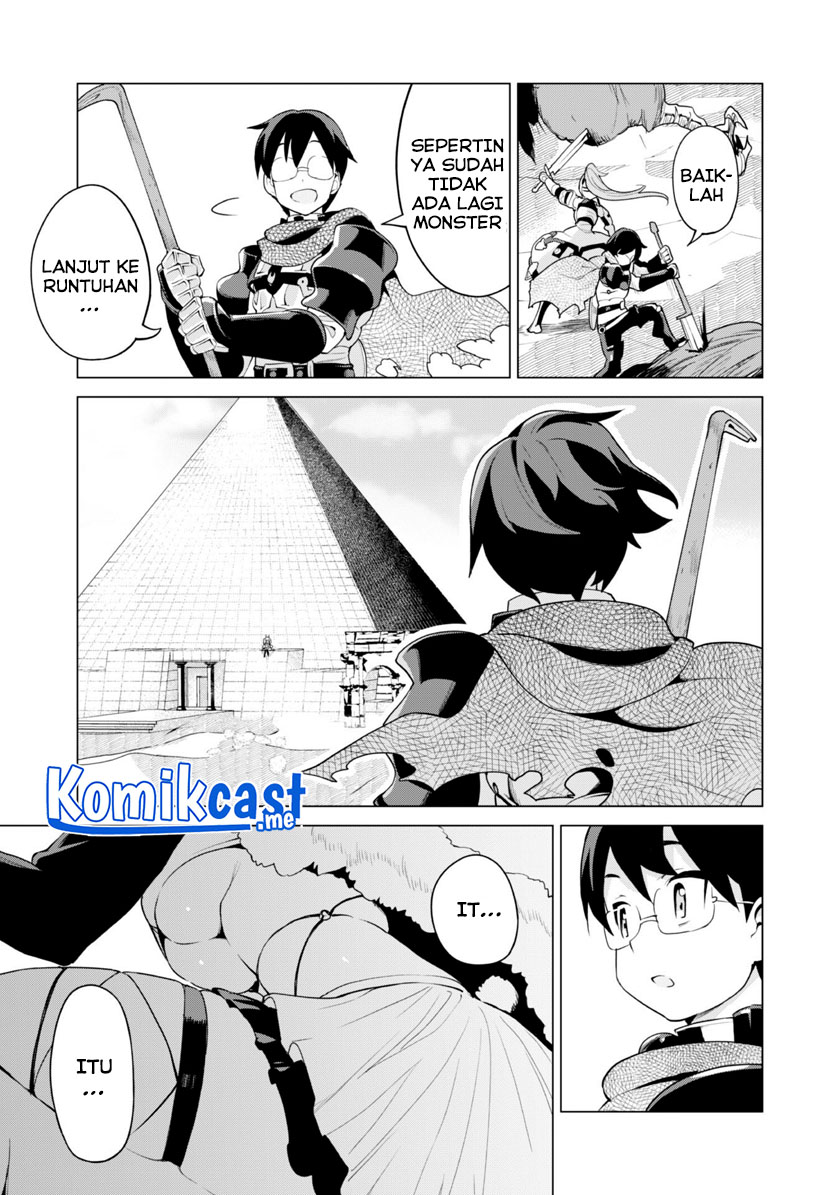 BAIK-
LAH
SEPERTIN
YA SUDAH
TIDAK
ADA LAGI
MONSTER
LANJUT KE
RUNTUHAN
...
Komikcast
.me
IT...
ITU
...